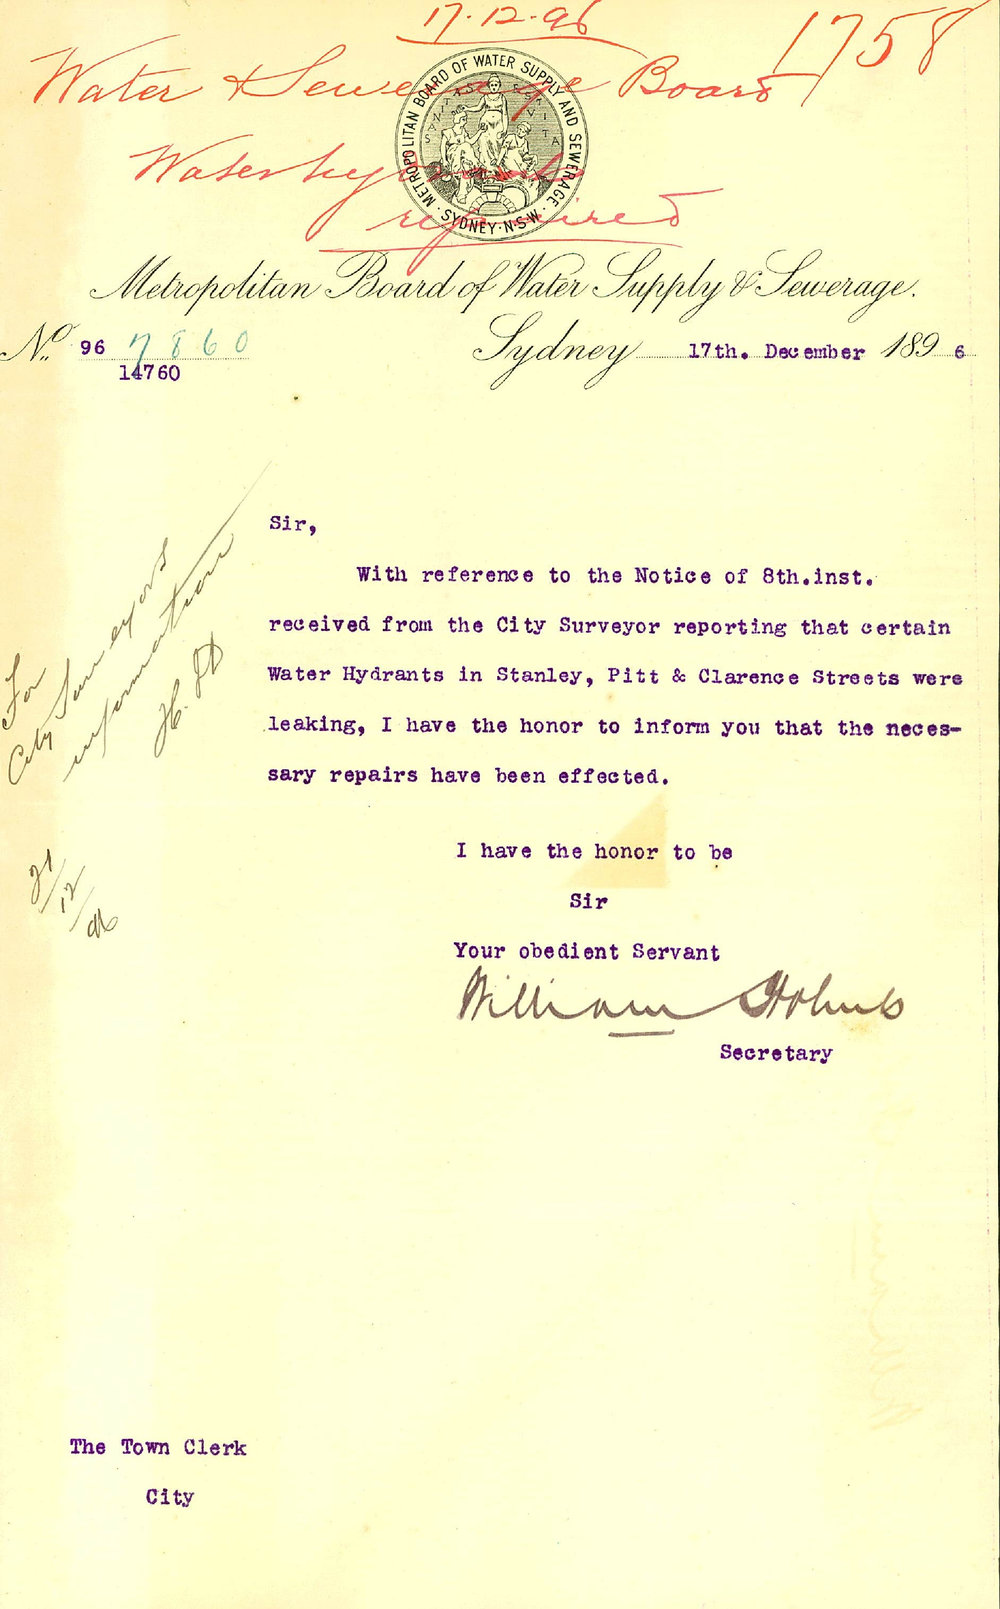 17.12.96
1758
Water & Sewerage Board
Water hydrants
repaired
METROPOLITAN BOARD OF WATER SUPPLY AND SEWERAGE
· SYDNEY · N·S·W ·
SANITAS
VITA
Metropolitan Board of Water Supply & Sewerage.
No. 96 7860
14760
Sydney 17th. December 1896
Sir,
With reference to the Notice of 8th.inst.
received from the City Surveyor reporting that certain
Water Hydrants in Stanley, Pitt & Clarence Streets were
leaking, I have the honor to inform you that the neces-
sary repairs have been effected.
For
City Surveyors
information
21/12/96
I have the honor to be
Sir
Your obedient Servant
William Holmes
Secretary
The Town Clerk
City